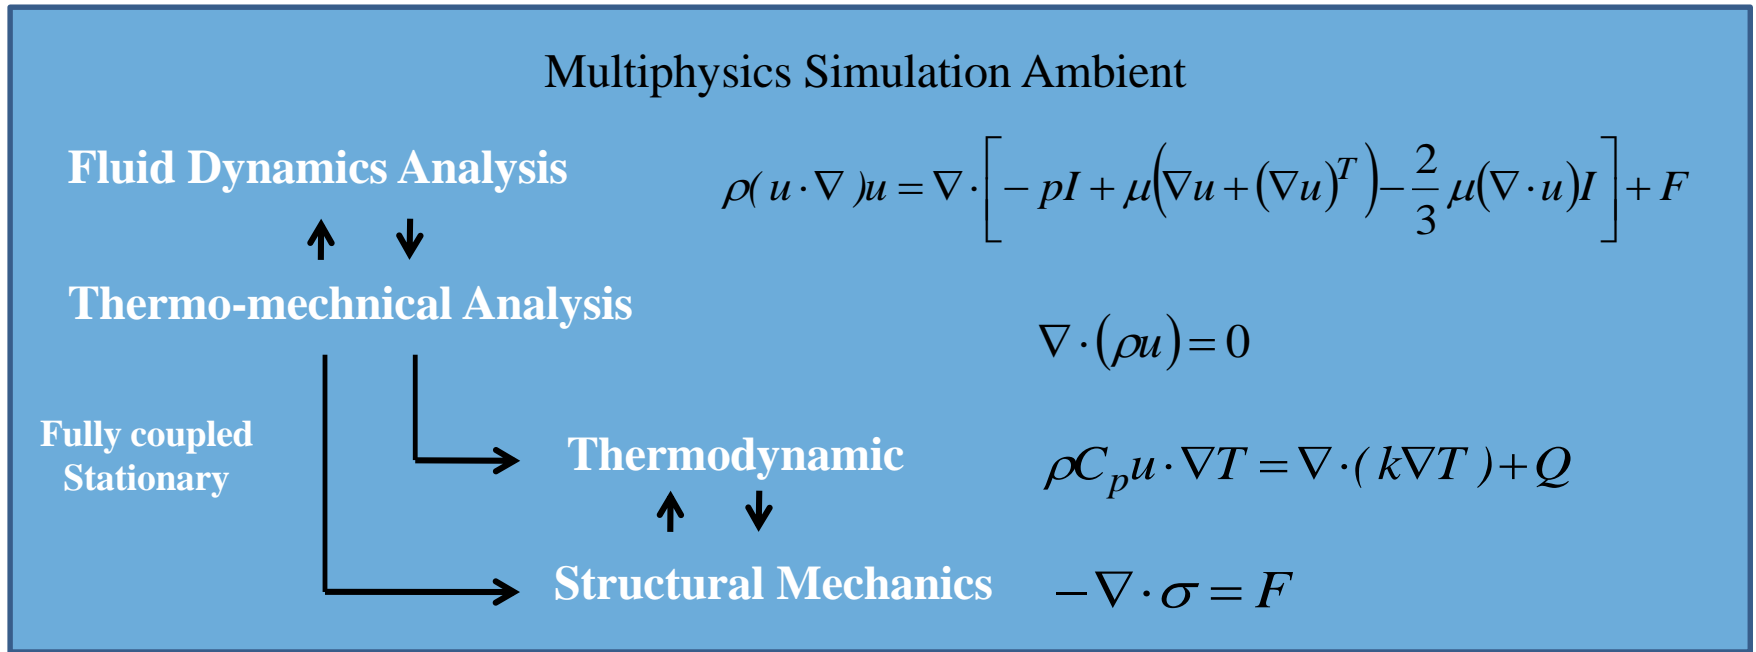 Multiphysics Simulation Ambient
Fluid Dynamics Analysis
ρ( u · ∇ )u = ∇ · [ − pI + μ(∇u + (∇u)^T) − 2/3 μ(∇ · u)I ] + F
Thermo-mechnical Analysis
∇ · (ρu) = 0
Fully coupled
Stationary
Thermodynamic
ρC_p u · ∇T = ∇ · ( k∇T ) + Q
Structural Mechanics
− ∇ · σ = F